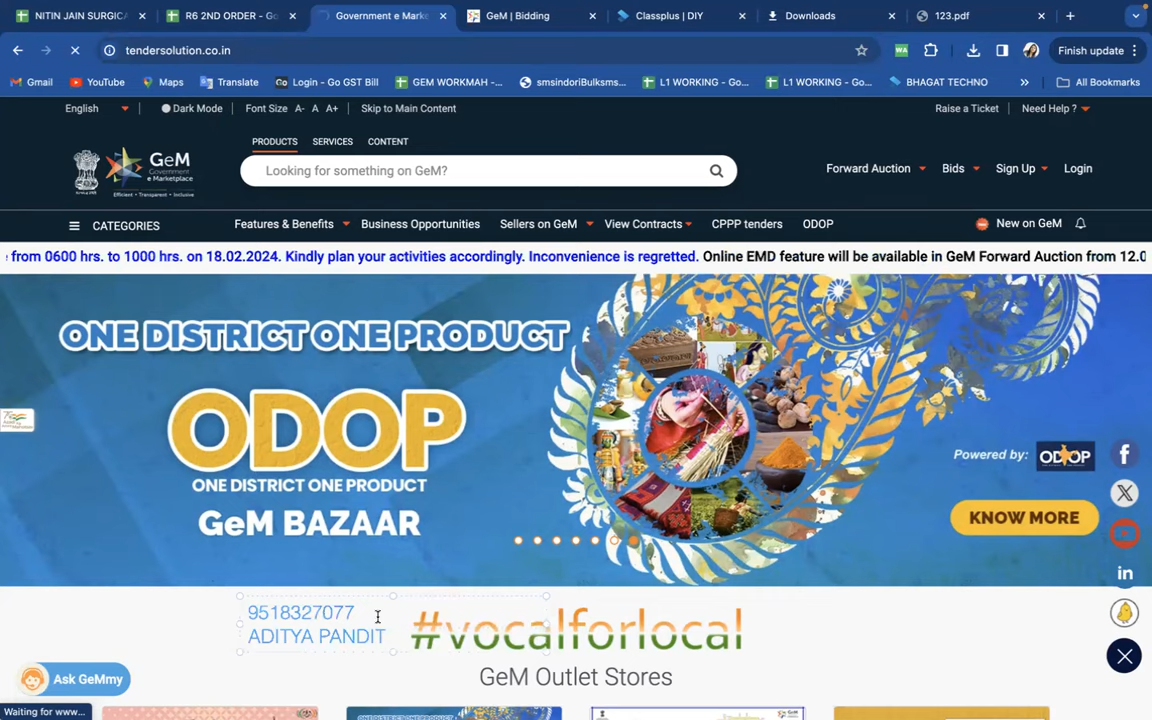 NITIN JAIN SURGICA
R6 2ND ORDER - Go
Government e Marke
GeM | Bidding
Classplus | DIY
Downloads
123.pdf
tendersolution.co.in
WA
Finish update
Gmail
YouTube
Maps
Translate
Login - Go GST Bill
GEM WORKMAH -...
smsindoriBulksms...
L1 WORKING - Go...
L1 WORKING - Go...
BHAGAT TECHNO
»
All Bookmarks
English
Dark Mode
Font Size A- A A+
Skip to Main Content
Raise a Ticket
Need Help ?
PRODUCTS
SERVICES
CONTENT
GeM
Government
e Marketplace
Efficient • Transparent • Inclusive
Looking for something on GeM?
Forward Auction
Bids
Sign Up
Login
CATEGORIES
Features & Benefits
Business Opportunities
Sellers on GeM
View Contracts
CPPP tenders
ODOP
New on GeM
from 0600 hrs. to 1000 hrs. on 18.02.2024. Kindly plan your activities accordingly. Inconvenience is regretted. Online EMD feature will be available in GeM Forward Auction from 12.0
ONE DISTRICT ONE PRODUCT
ODOP
ONE DISTRICT ONE PRODUCT
GeM BAZAAR
Powered by: ODOP
KNOW MORE
9518327077
ADITYA PANDIT
#vocalforlocal
GeM Outlet Stores
Ask GeMmy
Waiting for www...